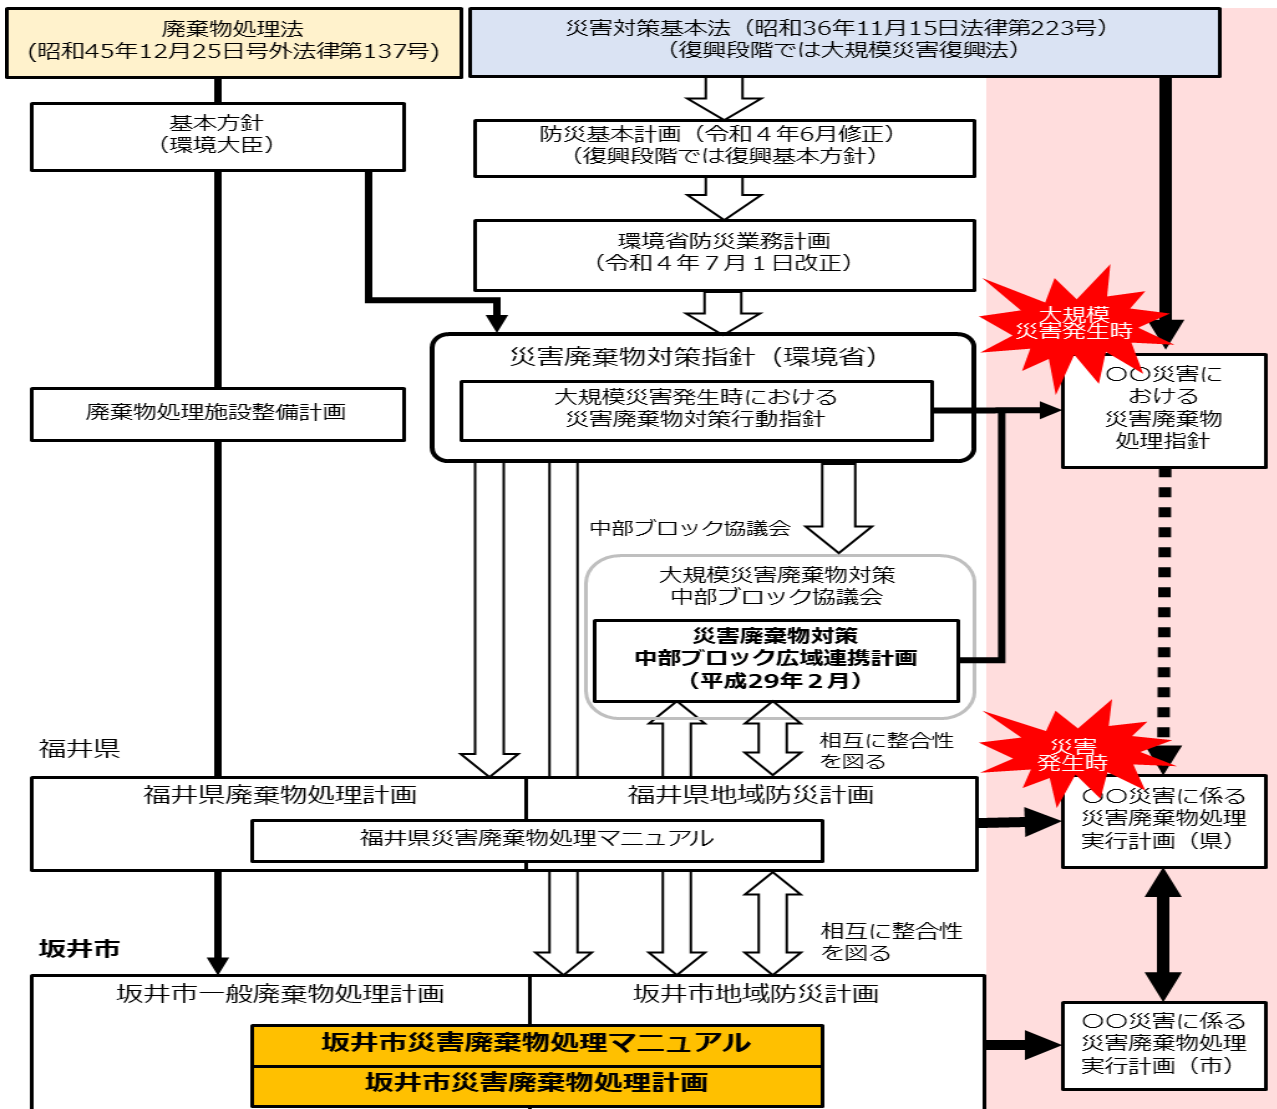 廃棄物処理法
(昭和45年12月25日号外法律第137号)
災害対策基本法（昭和36年11月15日法律第223号）
（復興段階では大規模災害復興法）
基本方針
（環境大臣）
防災基本計画（令和４年6月修正）
（復興段階では復興基本方針）
環境省防災業務計画
（令和４年７月１日改正）
大規模
災害発生時
災害廃棄物対策指針（環境省）
大規模災害発生時における
災害廃棄物対策行動指針
〇〇災害に
おける
災害廃棄物
処理指針
廃棄物処理施設整備計画
中部ブロック協議会
大規模災害廃棄物対策
中部ブロック協議会
災害廃棄物対策
中部ブロック広域連携計画
（平成29年２月）
相互に整合性
を図る
災害
発生時
福井県
福井県廃棄物処理計画
福井県地域防災計画
福井県災害廃棄物処理マニュアル
〇〇災害に係る
災害廃棄物処理
実行計画（県）
相互に整合性
を図る
坂井市
坂井市一般廃棄物処理計画
坂井市地域防災計画
坂井市災害廃棄物処理マニュアル
坂井市災害廃棄物処理計画
〇〇災害に係る
災害廃棄物処理
実行計画（市）